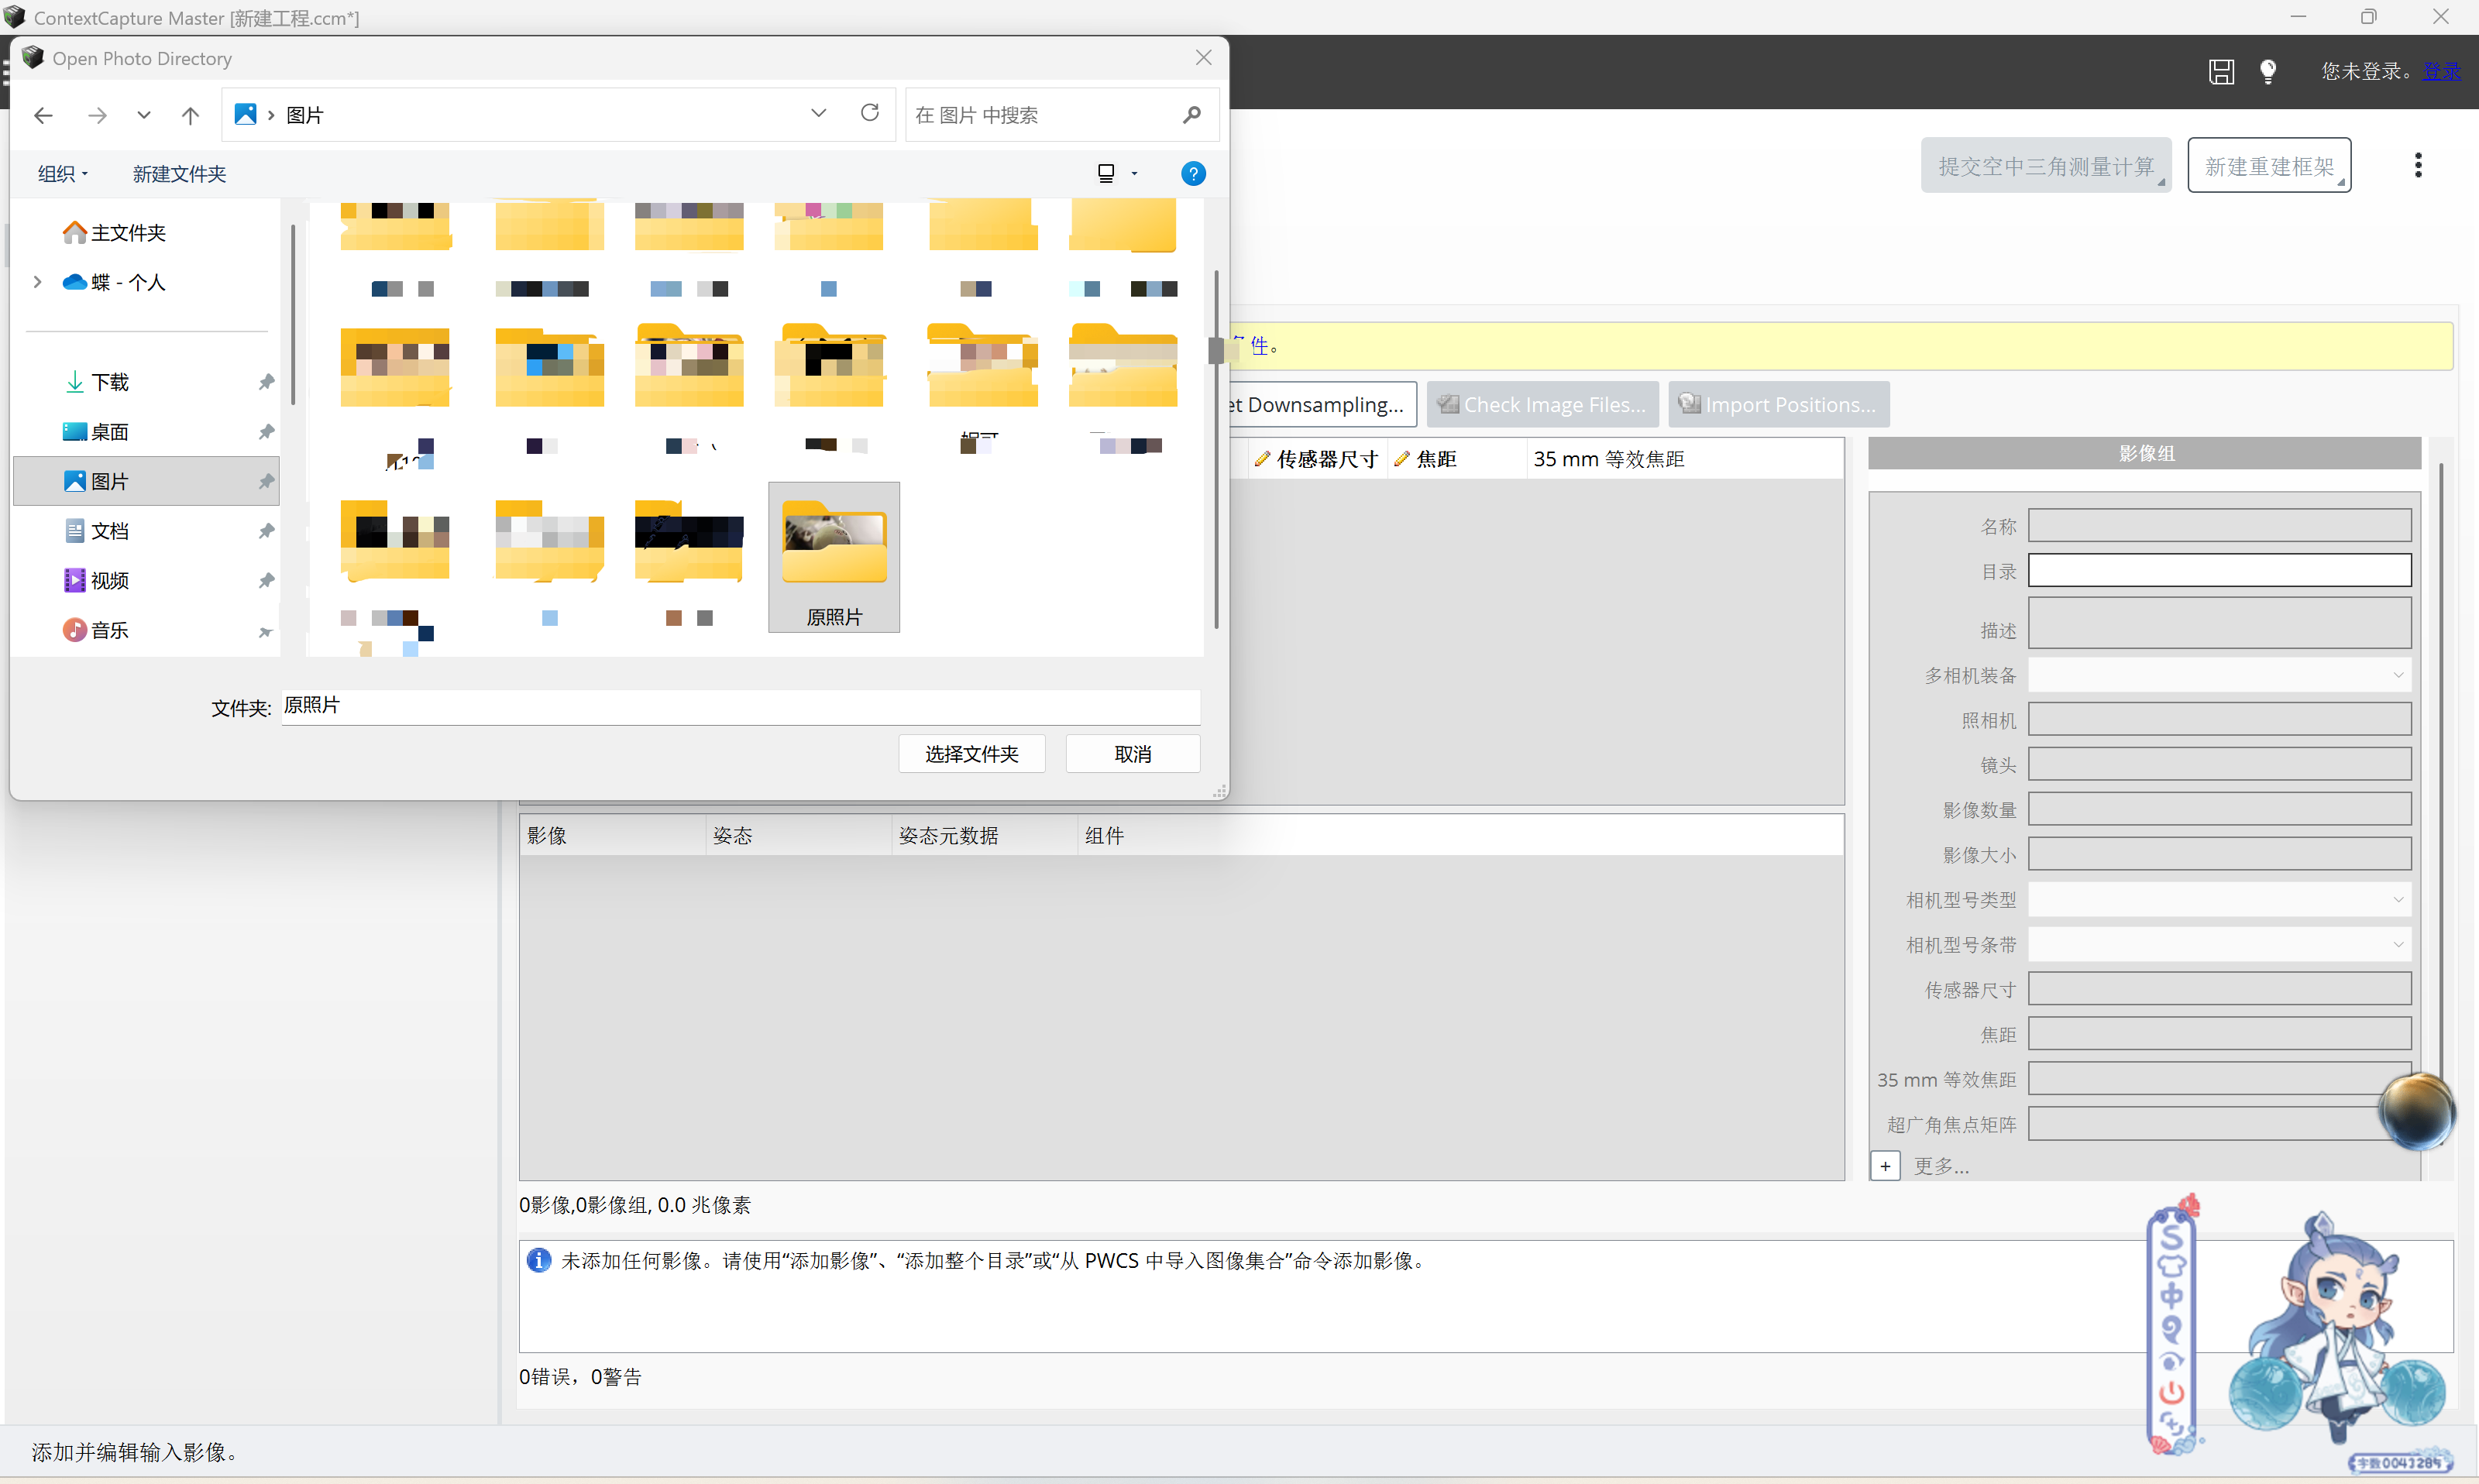 ContextCapture Master [新建工程.ccm*]
Open Photo Directory
您未登录。登录
图片
在 图片 中搜索
组织
新建文件夹
提交空中三角测量计算
新建重建框架
主文件夹
蝶 - 个人
下载
桌面
图片
文档
视频
音乐
原照片
文件夹:
原照片
选择文件夹
取消
件。
et Downsampling...
Check Image Files...
Import Positions...
传感器尺寸
焦距
35 mm 等效焦距
影像组
名称
目录
描述
多相机装备
照相机
镜头
影像数量
影像大小
相机型号类型
相机型号条带
传感器尺寸
焦距
35 mm 等效焦距
超广角焦点矩阵
+ 更多...
影像
姿态
姿态元数据
组件
0影像,0影像组, 0.0 兆像素
未添加任何影像。请使用“添加影像”、“添加整个目录”或“从 PWCS 中导入图像集合”命令添加影像。
0错误，0警告
添加并编辑输入影像。
S
中
字数0043289